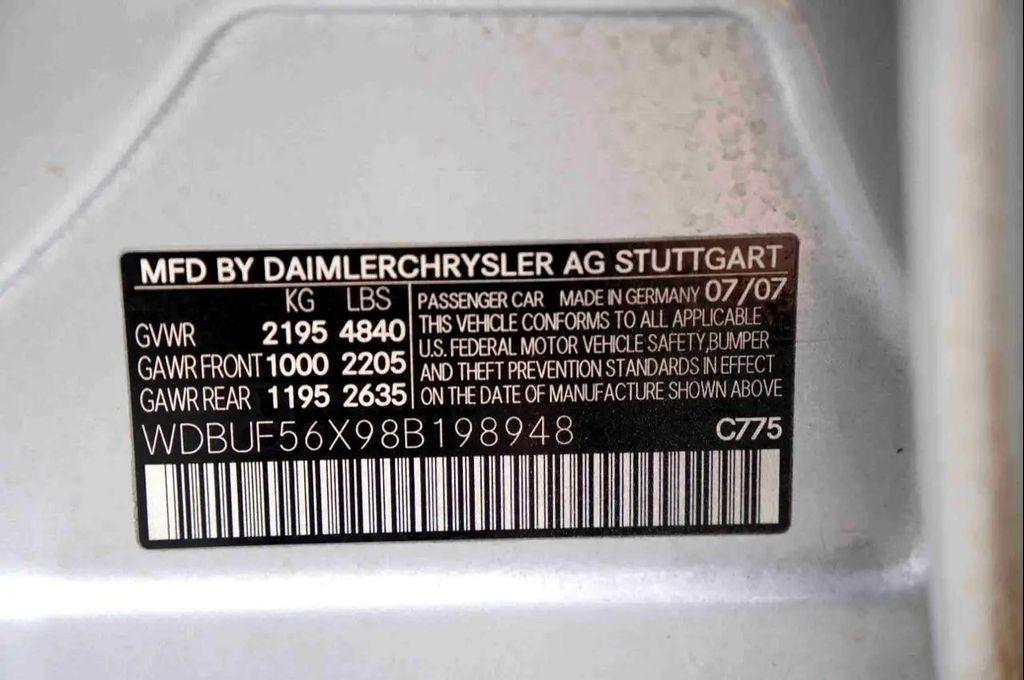 MFD BY DAIMLERCHRYSLER AG STUTTGART
KG LBS
GVWR 2195 4840
GAWR FRONT 1000 2205
GAWR REAR 1195 2635
PASSENGER CAR MADE IN GERMANY 07/07
THIS VEHICLE CONFORMS TO ALL APPLICABLE
U.S. FEDERAL MOTOR VEHICLE SAFETY,BUMPER
AND THEFT PREVENTION STANDARDS IN EFFECT
ON THE DATE OF MANUFACTURE SHOWN ABOVE
WDBUF56X98B198948 C775